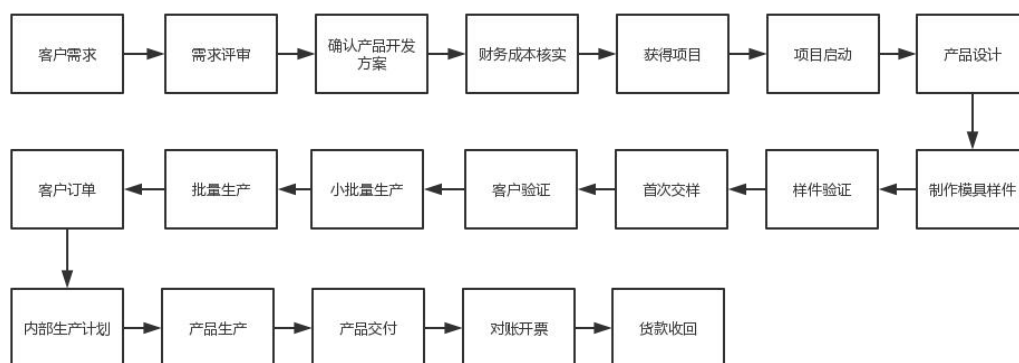 客户需求
需求评审
确认产品开发
方案
财务成本核实
获得项目
项目启动
产品设计
制作模具样件
样件验证
首次交样
客户验证
小批量生产
批量生产
客户订单
内部生产计划
产品生产
产品交付
对账开票
货款收回